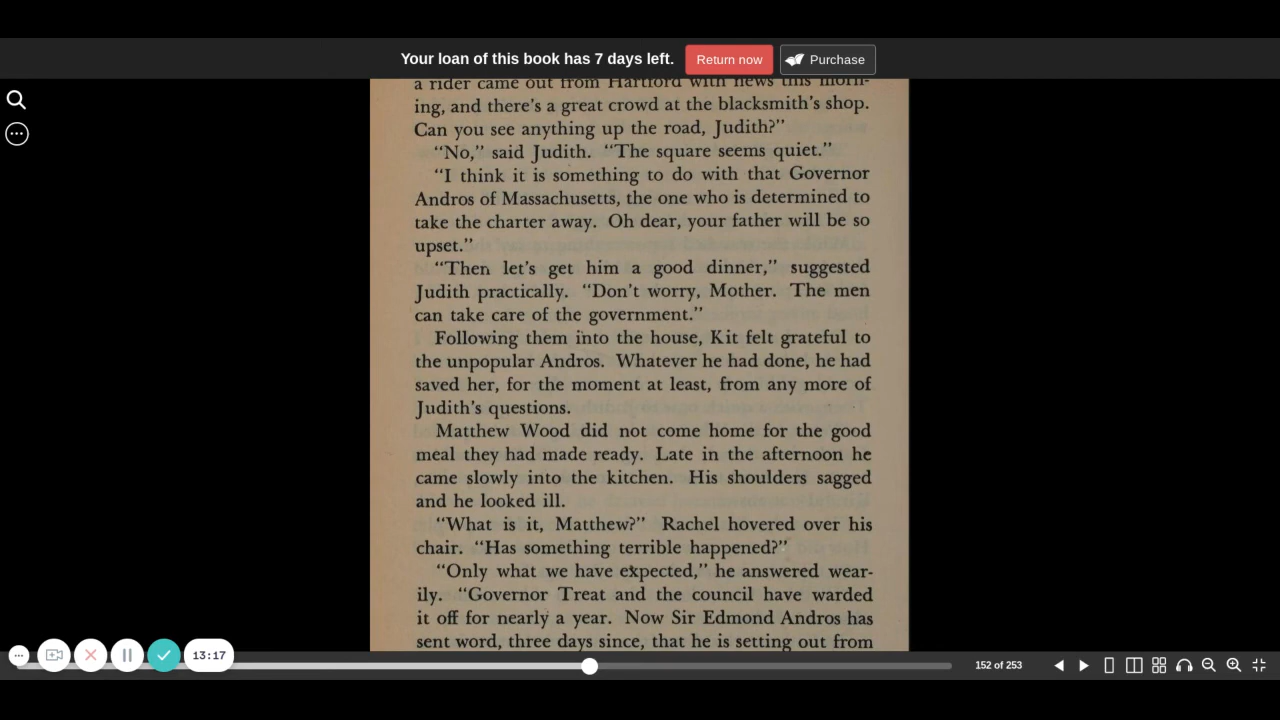 Your loan of this book has 7 days left. Return now Purchase
a rider came out from Hartford with news this morn-
ing, and there's a great crowd at the blacksmith's shop.
Can you see anything up the road, Judith?"
"No," said Judith. "The square seems quiet."
"I think it is something to do with that Governor
Andros of Massachusetts, the one who is determined to
take the charter away. Oh dear, your father will be so
upset."
"Then let's get him a good dinner," suggested
Judith practically. "Don't worry, Mother. The men
can take care of the government."
Following them into the house, Kit felt grateful to
the unpopular Andros. Whatever he had done, he had
saved her, for the moment at least, from any more of
Judith's questions.
Matthew Wood did not come home for the good
meal they had made ready. Late in the afternoon he
came slowly into the kitchen. His shoulders sagged
and he looked ill.
"What is it, Matthew?" Rachel hovered over his
chair. "Has something terrible happened?"
"Only what we have expected," he answered wear-
ily. "Governor Treat and the council have warded
it off for nearly a year. Now Sir Edmond Andros has
sent word, three days since, that he is setting out from
13:17
152 of 253